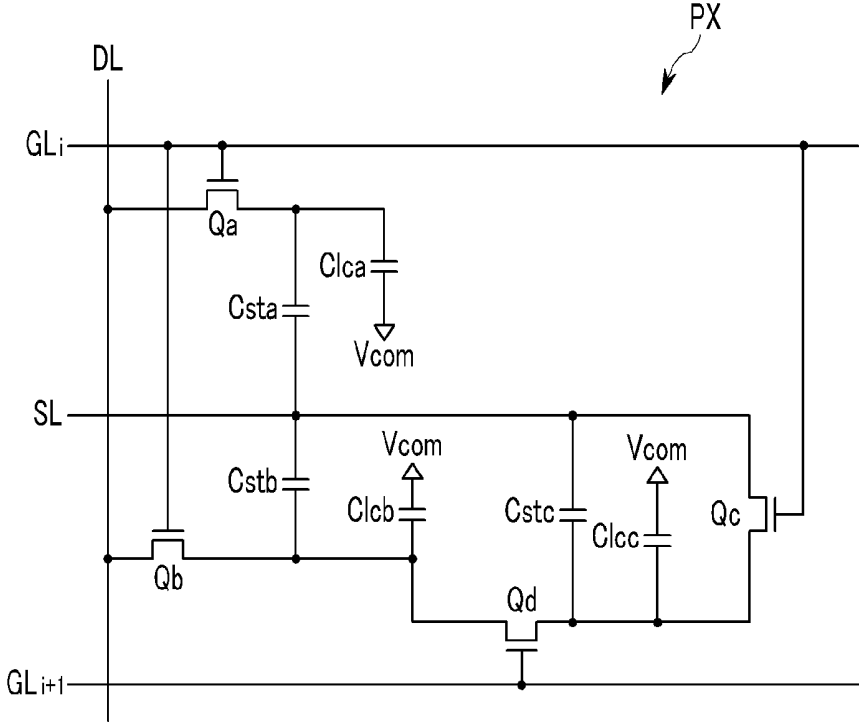 PX
DL
GLi
Qa
Clca
Csta
Vcom
SL
Vcom
Vcom
Cstb
Clcb
Cstc
Qc
Clcc
Qb
Qd
GLi+1